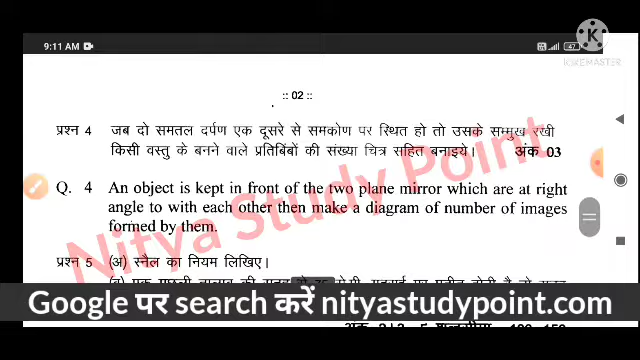 9:11 AM
47
K
KINEMASTER
:: 02 ::
प्रश्न 4 जब दो समतल दर्पण एक दूसरे से समकोण पर स्थित हो तो उसके सम्मुख रखी
किसी वस्तु के बनने वाले प्रतिबिंबों की संख्या चित्र सहित बनाइये। अंक 03
Q. 4 An object is kept in front of the two plane mirror which are at right
angle to with each other then make a diagram of number of images
formed by them.
Nitya Study Point
प्रश्न 5 (अ) स्नैल का नियम लिखिए।
Google पर search करें nityastudypoint.com